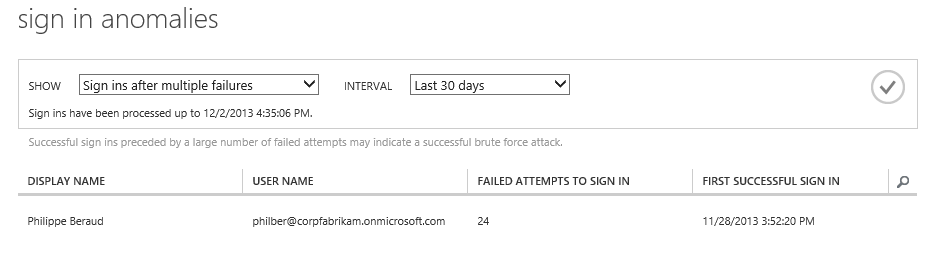 sign in anomalies
SHOW Sign ins after multiple failures INTERVAL Last 30 days
Sign ins have been processed up to 12/2/2013 4:35:06 PM.
Successful sign ins preceded by a large number of failed attempts may indicate a successful brute force attack.
DISPLAY NAME USER NAME FAILED ATTEMPTS TO SIGN IN FIRST SUCCESSFUL SIGN IN
Philippe Beraud philber@corpfabrikam.onmicrosoft.com 24 11/28/2013 3:52:20 PM